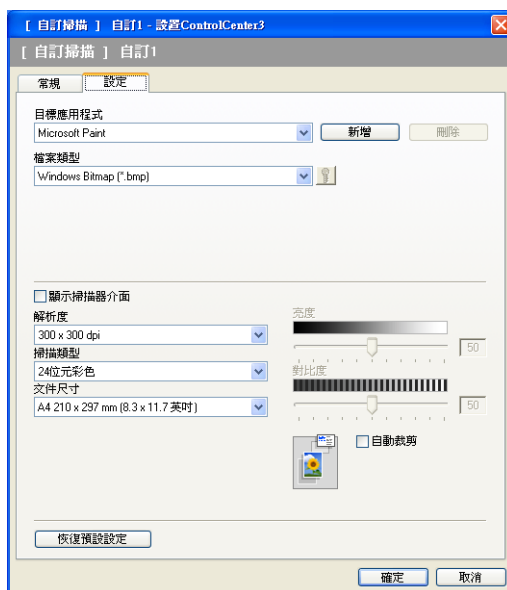 [ 自訂掃描 ] 自訂1 - 設置ControlCenter3
[ 自訂掃描 ] 自訂1
常規 設定
目標應用程式
Microsoft Paint 新增 刪除
檔案類型
Windows Bitmap (*.bmp)
顯示掃描器介面
解析度 亮度
300 x 300 dpi 50
掃描類型 對比度
24位元彩色
文件尺寸
A4 210 x 297 mm (8.3 x 11.7 英吋) 50
自動裁剪
恢復預設設定
確定 取消